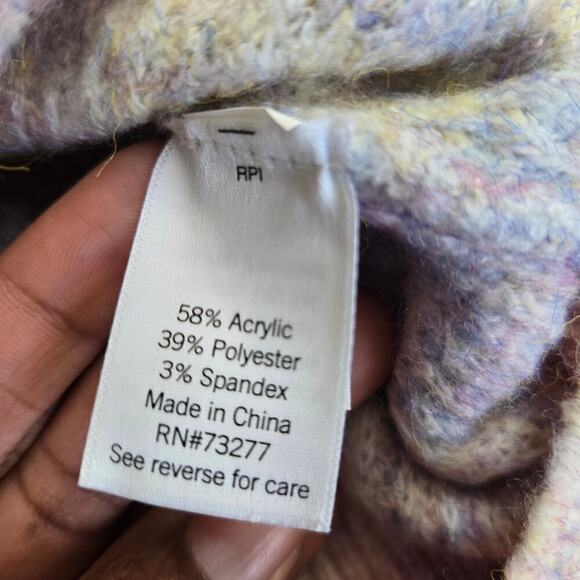 RPI
58% Acrylic
39% Polyester
3% Spandex
Made in China
RN#73277
See reverse for care